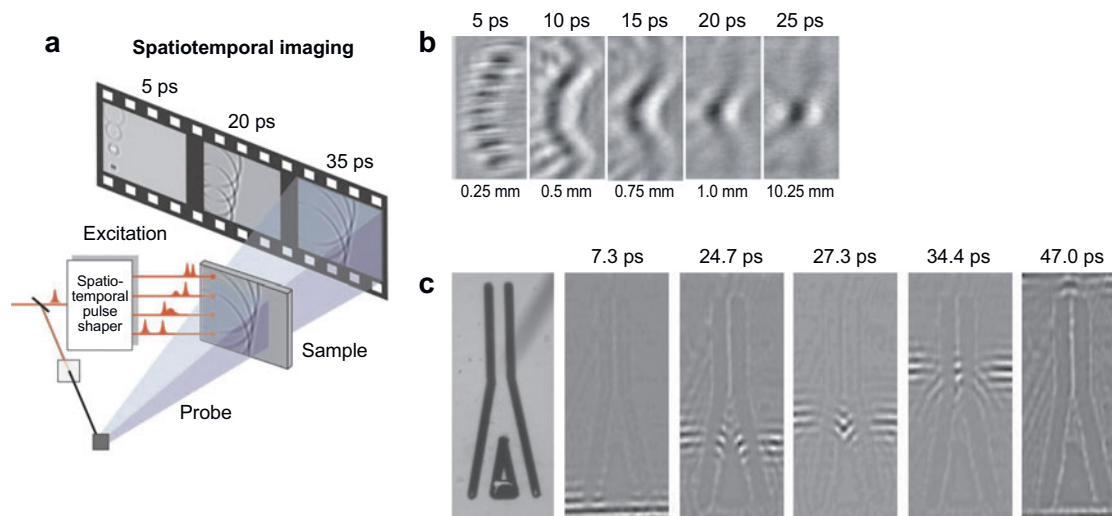 a
Spatiotemporal imaging
5 ps
20 ps
35 ps
Excitation
Spatio-
temporal
pulse
shaper
Sample
Probe
b
5 ps 10 ps 15 ps 20 ps 25 ps
0.25 mm 0.5 mm 0.75 mm 1.0 mm 10.25 mm
c
7.3 ps 24.7 ps 27.3 ps 34.4 ps 47.0 ps